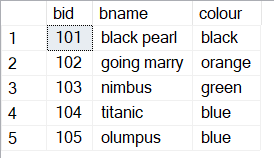 bid bname colour
1 101 black pearl black
2 102 going marry orange
3 103 nimbus green
4 104 titanic blue
5 105 olumpus blue